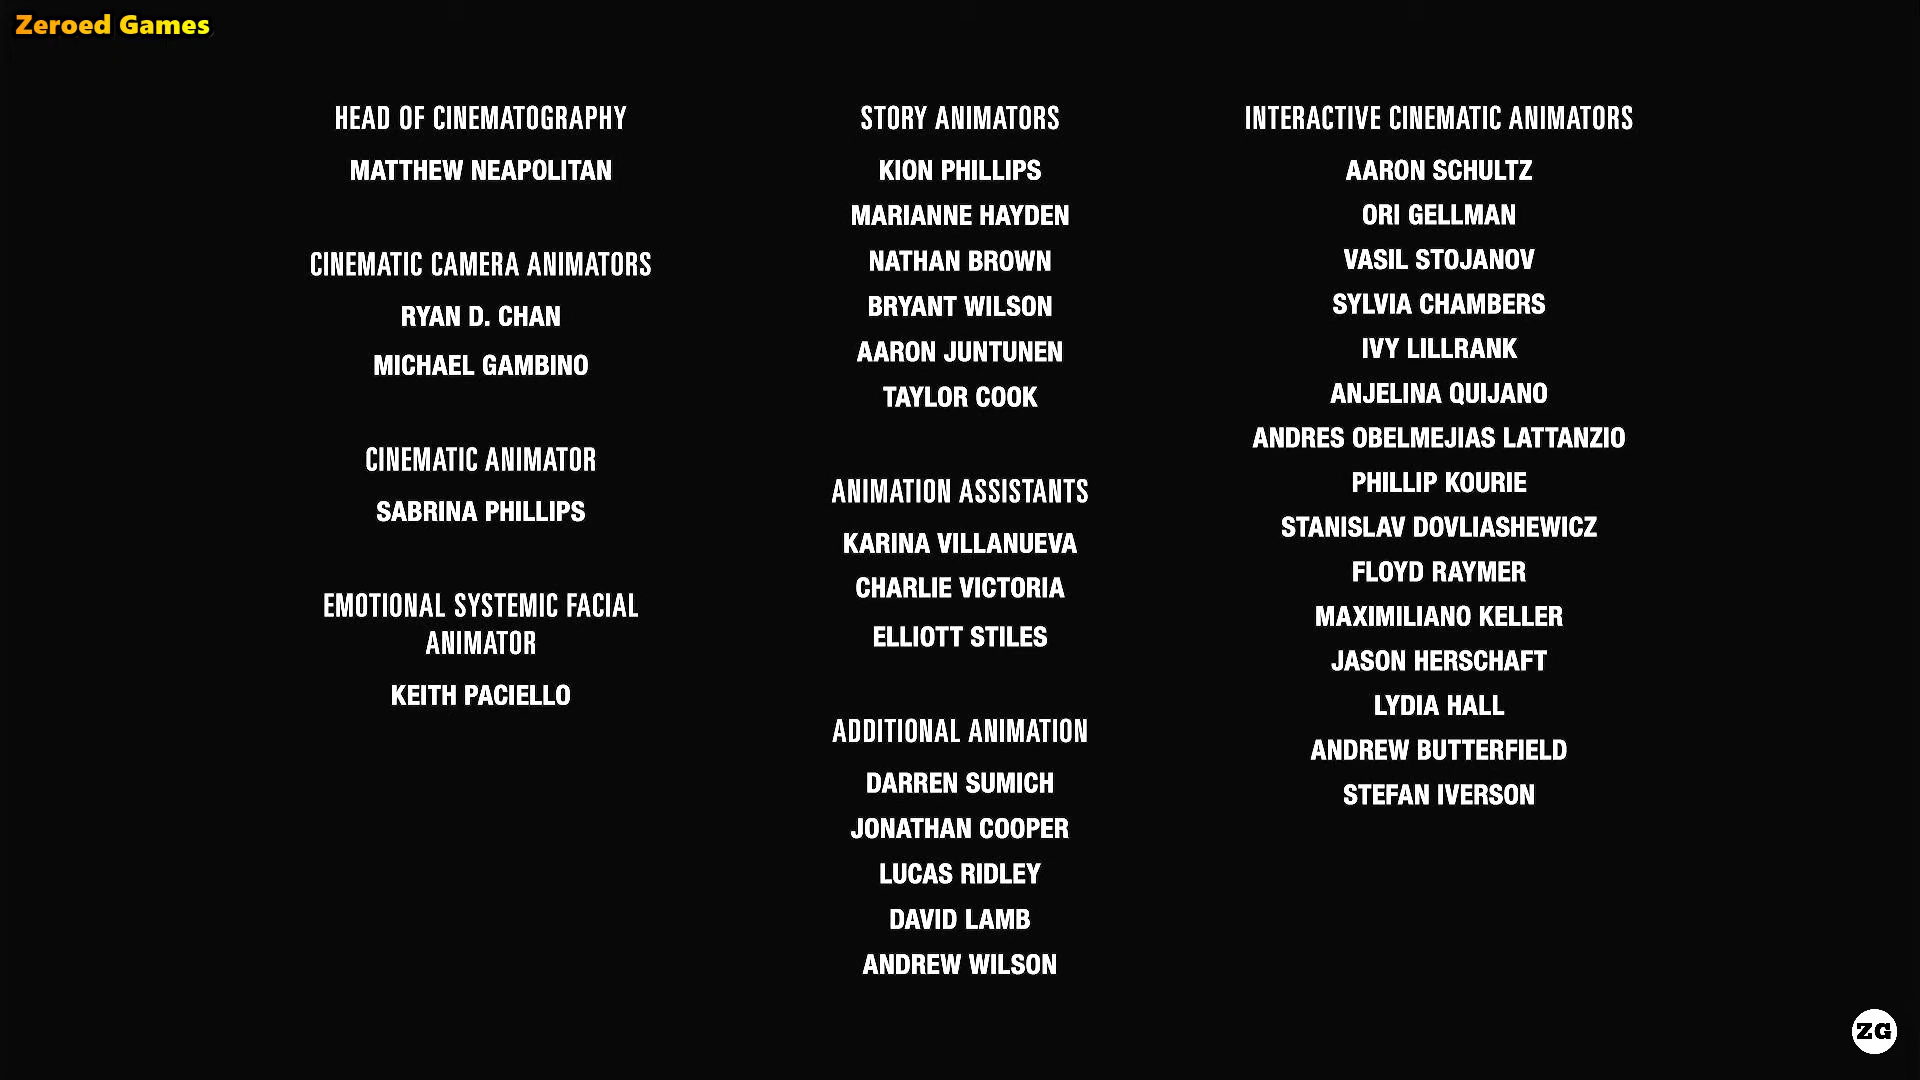 Zeroed Games
HEAD OF CINEMATOGRAPHY
MATTHEW NEAPOLITAN
CINEMATIC CAMERA ANIMATORS
RYAN D. CHAN
MICHAEL GAMBINO
CINEMATIC ANIMATOR
SABRINA PHILLIPS
EMOTIONAL SYSTEMIC FACIAL
ANIMATOR
KEITH PACIELLO
STORY ANIMATORS
KION PHILLIPS
MARIANNE HAYDEN
NATHAN BROWN
BRYANT WILSON
AARON JUNTUNEN
TAYLOR COOK
ANIMATION ASSISTANTS
KARINA VILLANUEVA
CHARLIE VICTORIA
ELLIOTT STILES
ADDITIONAL ANIMATION
DARREN SUMICH
JONATHAN COOPER
LUCAS RIDLEY
DAVID LAMB
ANDREW WILSON
INTERACTIVE CINEMATIC ANIMATORS
AARON SCHULTZ
ORI GELLMAN
VASIL STOJANOV
SYLVIA CHAMBERS
IVY LILLRANK
ANJELINA QUIJANO
ANDRES OBELMEJIAS LATTANZIO
PHILLIP KOURIE
STANISLAV DOVLIASHEWICZ
FLOYD RAYMER
MAXIMILIANO KELLER
JASON HERSCHAFT
LYDIA HALL
ANDREW BUTTERFIELD
STEFAN IVERSON
ZG